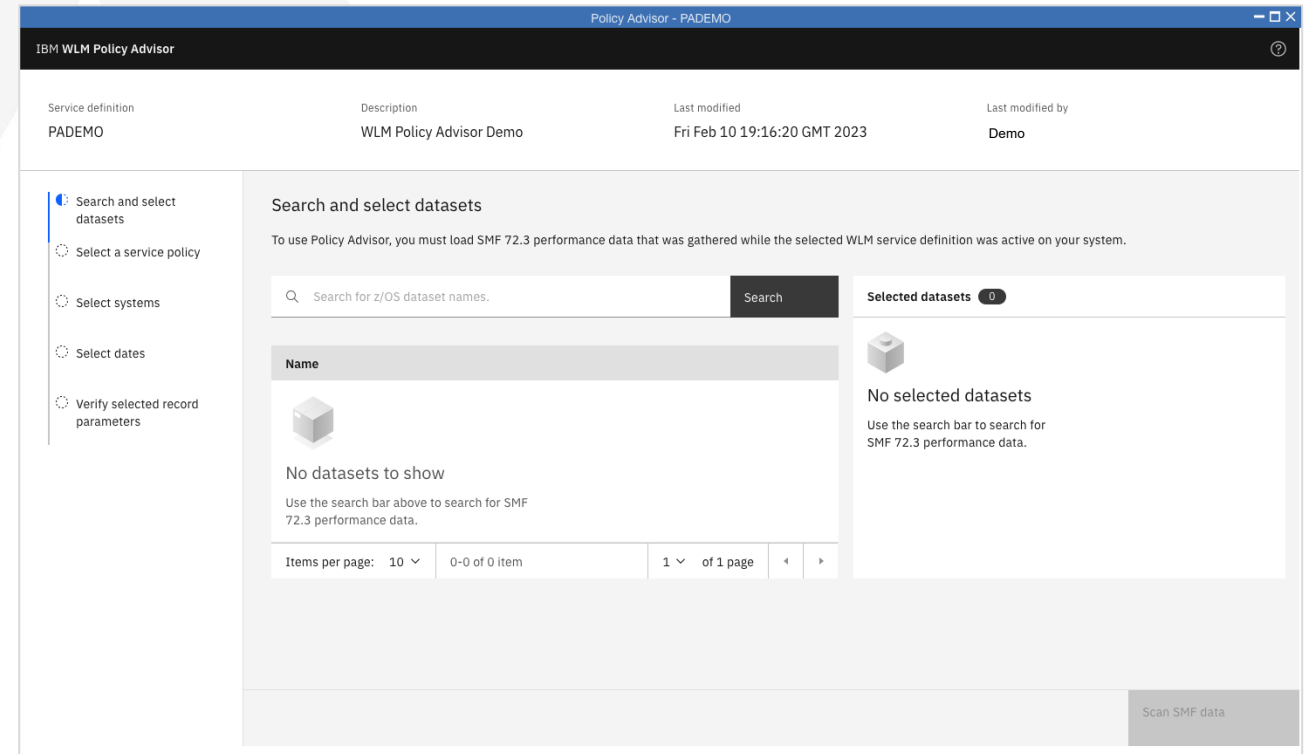 Policy Advisor - PADEMO
IBM WLM Policy Advisor
Service definition
PADEMO
Description
WLM Policy Advisor Demo
Last modified
Fri Feb 10 19:16:20 GMT 2023
Last modified by
Demo
Search and select
datasets
Select a service policy
Select systems
Select dates
Verify selected record
parameters
Search and select datasets
To use Policy Advisor, you must load SMF 72.3 performance data that was gathered while the selected WLM service definition was active on your system.
Search for z/OS dataset names.
Search
Name
No datasets to show
Use the search bar above to search for SMF
72.3 performance data.
Items per page: 10
0-0 of 0 item
1 of 1 page
Selected datasets 0
No selected datasets
Use the search bar to search for
SMF 72.3 performance data.
Scan SMF data